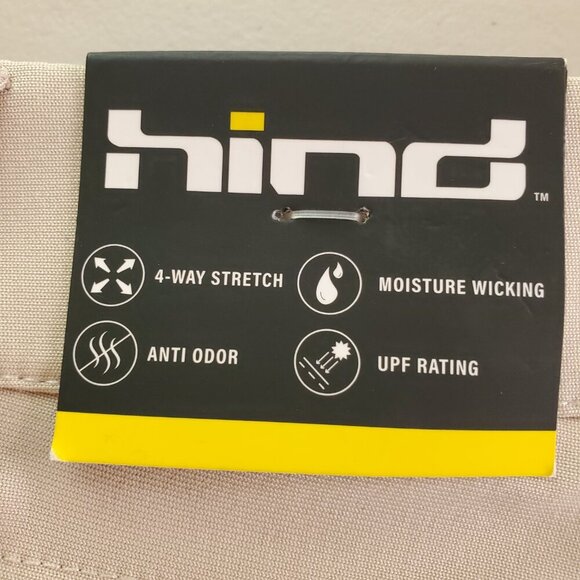 hind™
4-WAY STRETCH
MOISTURE WICKING
ANTI ODOR
UPF RATING